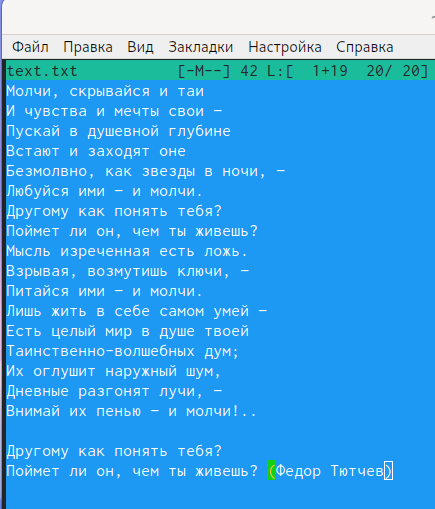 Файл Правка Вид Закладки Настройка Справка
text.txt [-M--] 42 L:[ 1+19 20/ 20]
Молчи, скрывайся и таи
И чувства и мечты свои –
Пускай в душевной глубине
Встают и заходят оне
Безмолвно, как звезды в ночи, –
Любуйся ими – и молчи.
Другому как понять тебя?
Поймет ли он, чем ты живешь?
Мысль изреченная есть ложь.
Взрывая, возмутишь ключи, –
Питайся ими – и молчи.
Лишь жить в себе самом умей –
Есть целый мир в душе твоей
Таинственно-волшебных дум;
Их оглушит наружный шум,
Дневные разгонят лучи, –
Внимай их пенью – и молчи!..
Другому как понять тебя?
Поймет ли он, чем ты живешь? (Федор Тютчев)